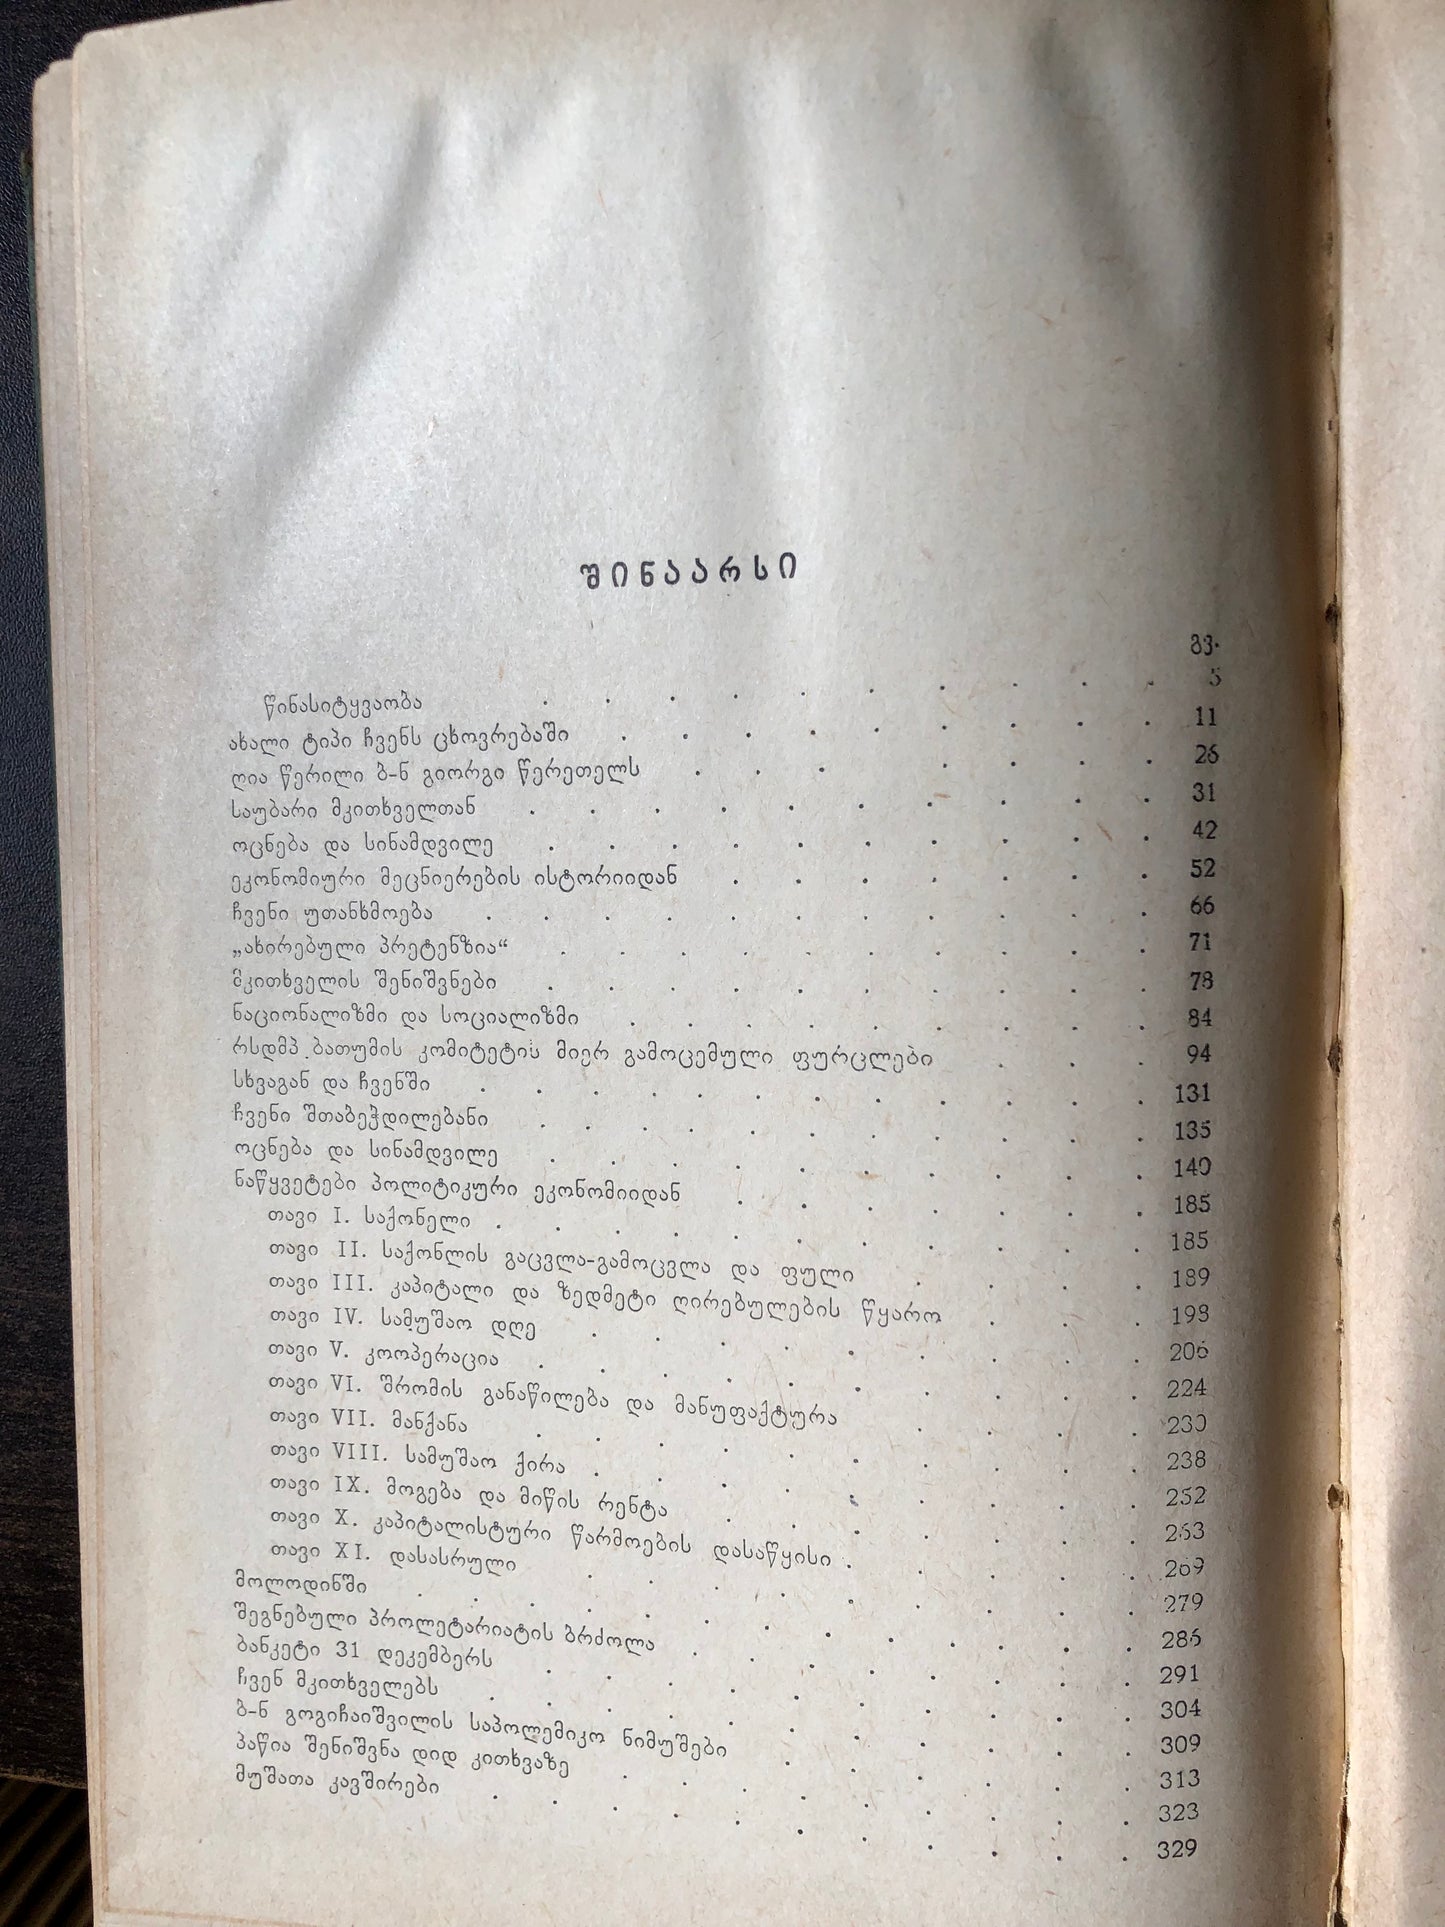 შინაარსი
გვ.
წინასიტყვაობა . . . . . . . . . . 5
ახალი ტიპი ჩვენს ცხოვრებაში . . . . . . . . . 11
ღია წერილი ბ-ნ გიორგი წერეთელს . . . . . . . 26
საუბარი მკითხველთან . . . . . . . . . . 31
ოცნება და სინამდვილე . . . . . . . . . . 42
ეკონომიური მეცნიერების ისტორიიდან . . . . . . . 52
ჩვენი უთანხმოება . . . . . . . . . . . 66
„ახირებული პრეტენზია“ . . . . . . . . . . 71
მკითხველის შენიშვნები . . . . . . . . . . 78
ნაციონალიზმი და სოციალიზმი . . . . . . . . . 84
რსდმპ ბათუმის კომიტეტის მიერ გამოცემული ფურცლები . . . 94
სხვაგან და ჩვენში . . . . . . . . . . . 131
ჩვენი შთაბეჭდილებანი . . . . . . . . . . 135
ოცნება და სინამდვილე . . . . . . . . . . 140
ნაწყვეტები პოლიტიკური ეკონომიიდან . . . . . . . 185
თავი I. საქონელი . . . . . . . . . . . 185
თავი II. საქონლის გაცვლა-გამოცვლა და ფული . . . . 189
თავი III. კაპიტალი და ზედმეტი ღირებულების წყარო . . . 198
თავი IV. სამუშაო დღე . . . . . . . . . 206
თავი V. კოოპერაცია . . . . . . . . . . 224
თავი VI. შრომის განაწილება და მანუფაქტურა . . . . 230
თავი VII. მანქანა . . . . . . . . . . 238
თავი VIII. სამუშაო ქირა . . . . . . . . . 252
თავი IX. მოგება და მიწის რენტა . . . . . . . 263
თავი X. კაპიტალისტური წარმოების დასაწყისი . . . . . 269
თავი XI. დასასრული . . . . . . . . . 279
მოლოდინში . . . . . . . . . . . . 286
შეგნებული პროლეტარიატის ბრძოლა . . . . . . . 291
ბანკეტი 31 დეკემბერს . . . . . . . . . . 304
ჩვენ მკითხველებს . . . . . . . . . . . 309
ბ-ნ გოგიჩაიშვილის საპოლემიკო ნიმუშები . . . . . . 313
პაწია შენიშვნა დიდ კითხვაზე . . . . . . . . . 323
მუშათა კავშირები . . . . . . . . . . . 329